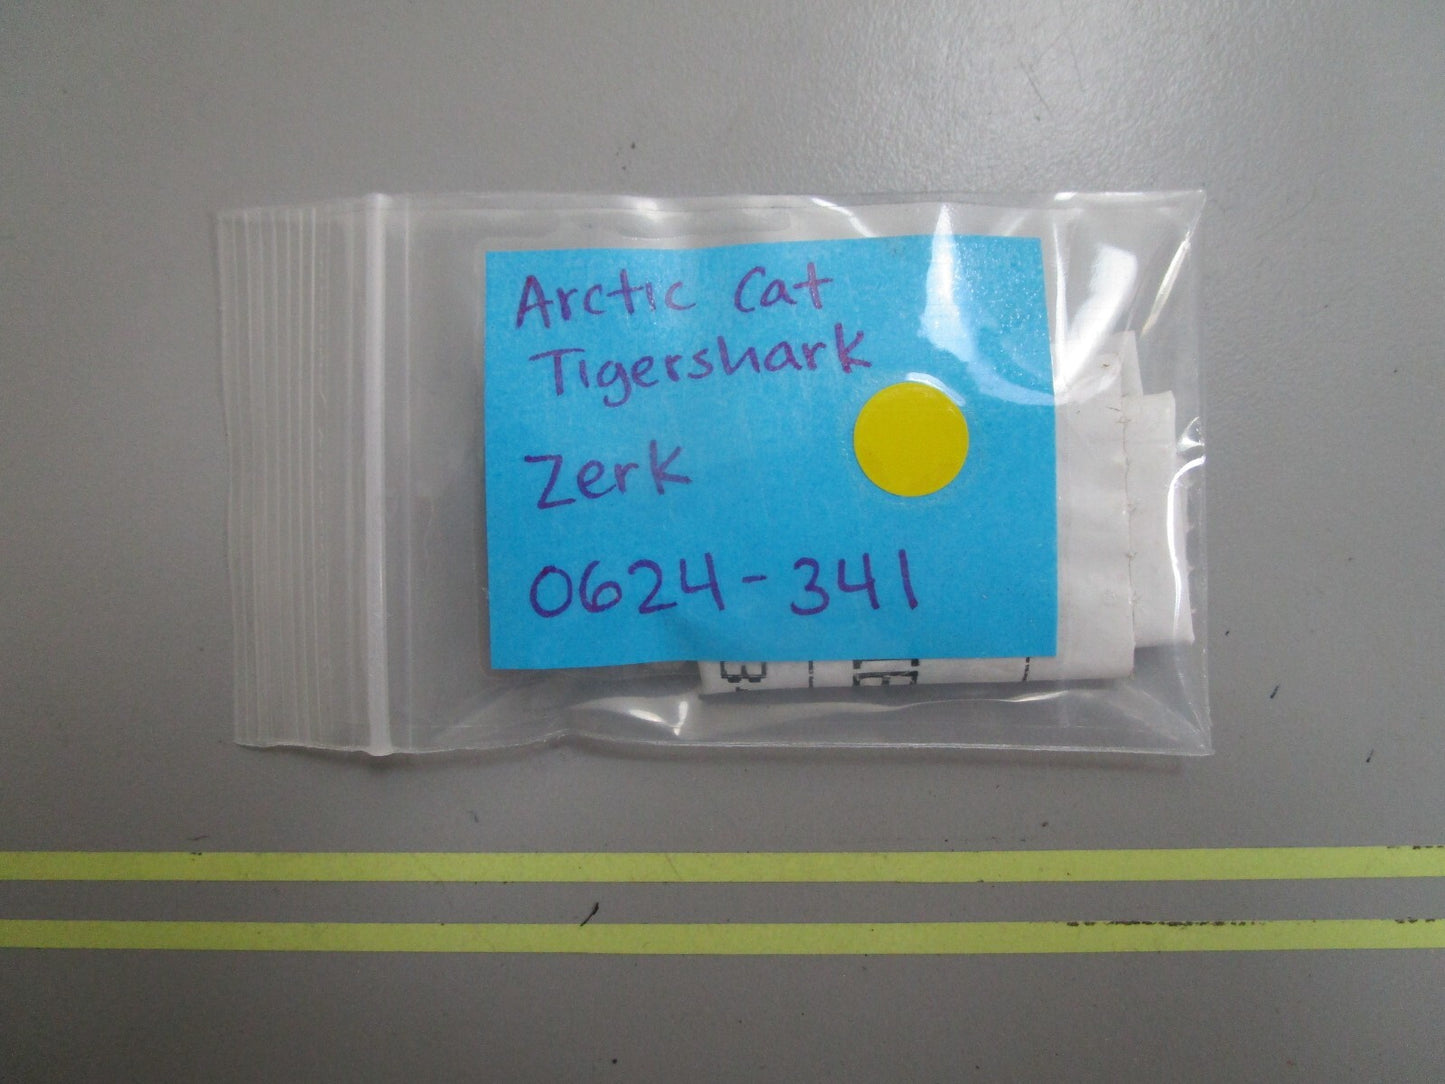 Arctic Cat
Tigershark
Zerk
0624-341